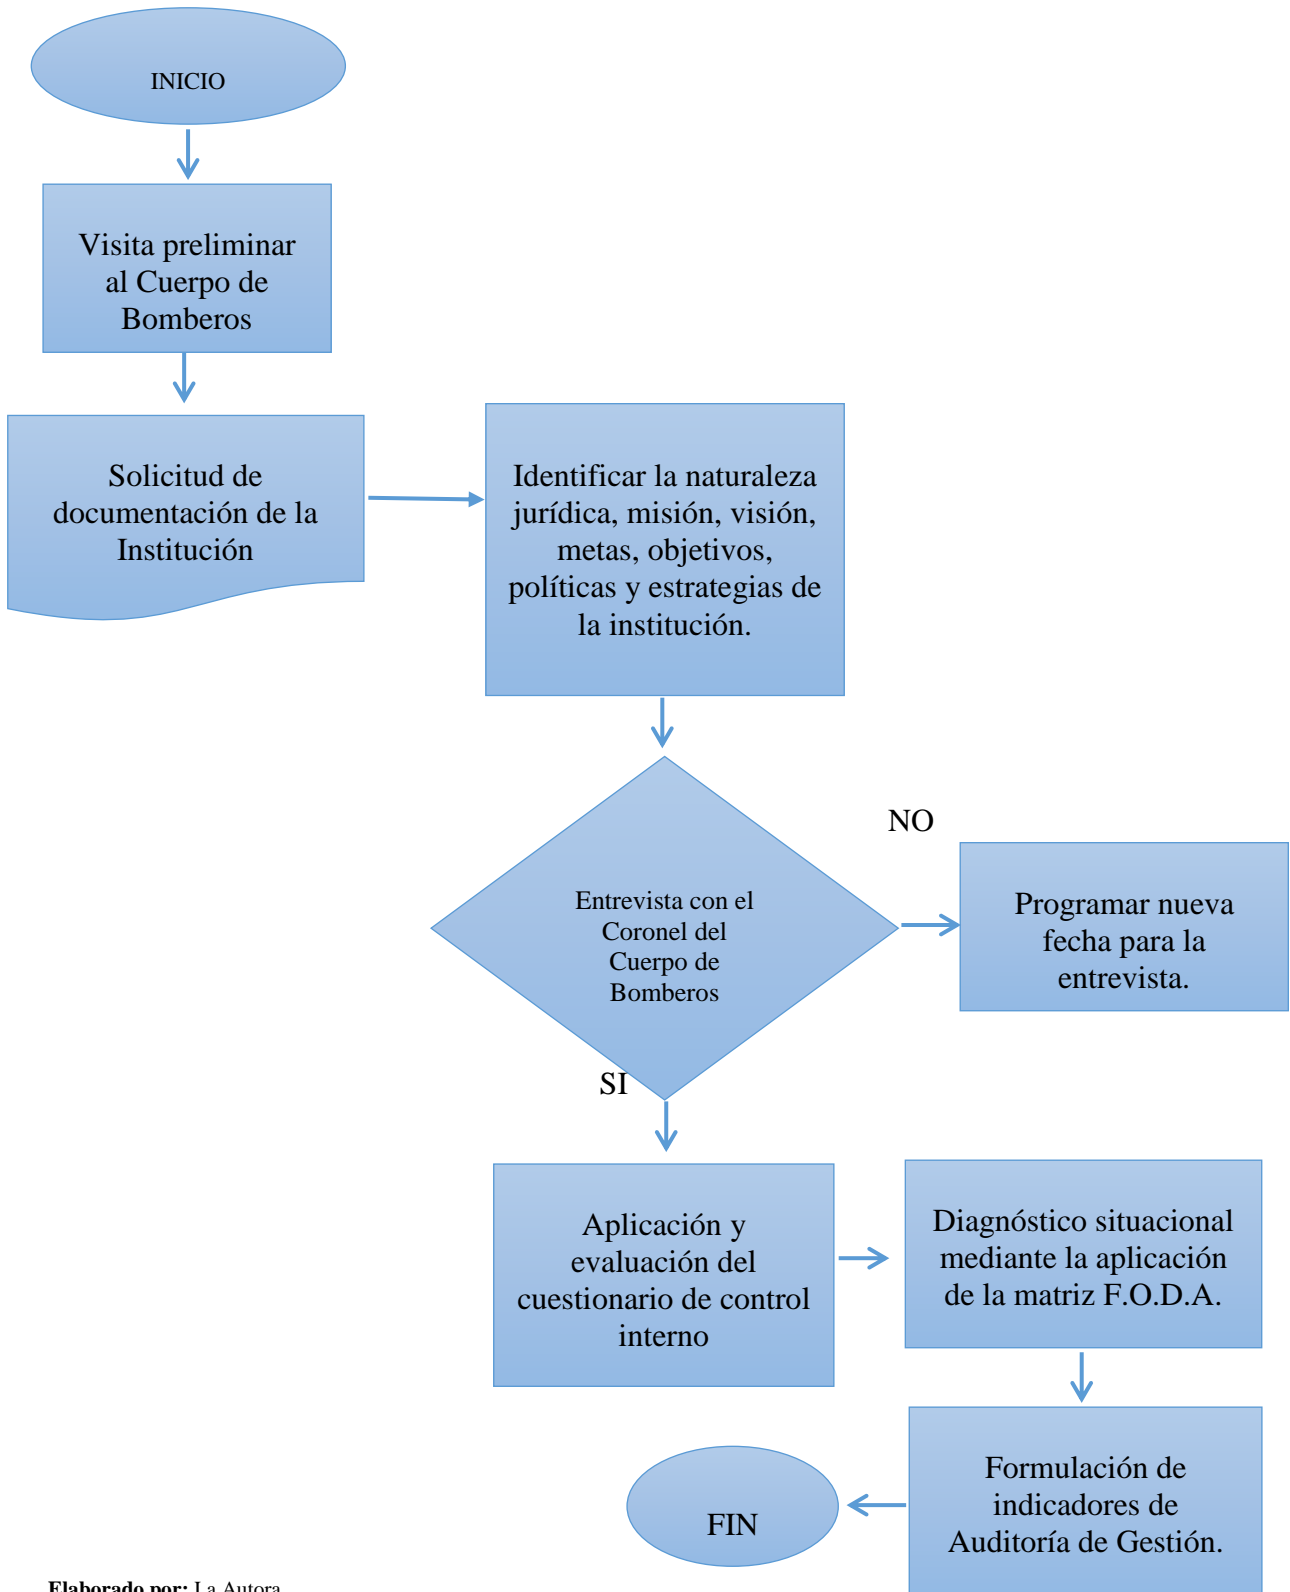 INICIO
Visita preliminar
al Cuerpo de
Bomberos
Solicitud de
documentación de la
Institución
Identificar la naturaleza
jurídica, misión, visión,
metas, objetivos,
políticas y estrategias de
la institución.
Entrevista con el
Coronel del
Cuerpo de
Bomberos
NO
Programar nueva
fecha para la
entrevista.
SI
Aplicación y
evaluación del
cuestionario de control
interno
Diagnóstico situacional
mediante la aplicación
de la matriz F.O.D.A.
Formulación de
indicadores de
Auditoría de Gestión.
FIN
Elaborado por: La Autora